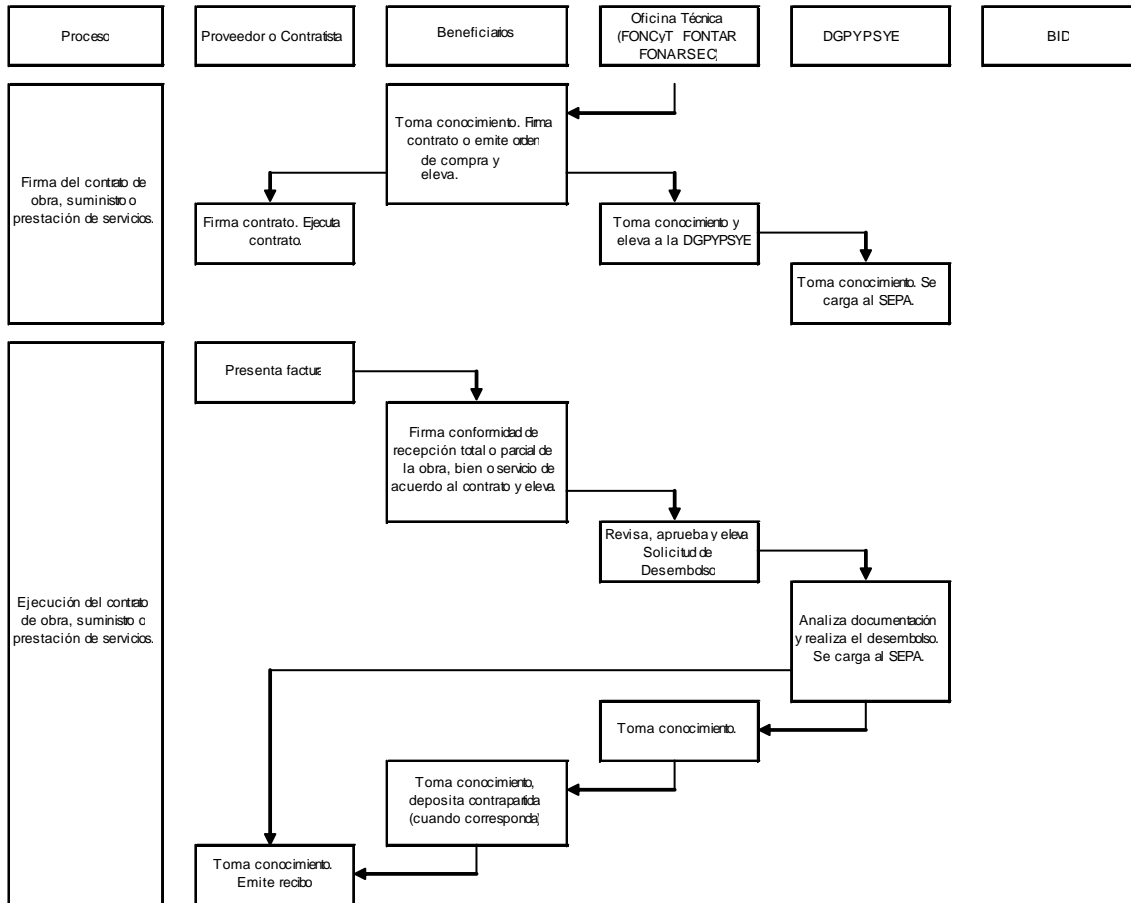 Proceso
Proveedor o Contratista
Beneficiarios
Oficina Técnica
(FONCyT FONTAR
FONARSEC)
DGPYPSYE
BID
Firma del contrato de
obra, suministro o
prestación de servicios.
Toma conocimiento. Firma
contrato o emite orden
de compra y
eleva.
Firma contrato. Ejecuta
contrato.
Toma conocimiento y
eleva a la DGPYPSYE
Toma conocimiento. Se
carga al SEPA.
Ejecución del contrato
de obra, suministro o
prestación de servicios.
Presenta factura
Firma conformidad de
recepción total o parcial de
la obra, bien o servicio de
acuerdo al contrato y eleva.
Revisa, aprueba y eleva
Solicitud de
Desembolso
Analiza documentación
y realiza el desembolso.
Se carga al SEPA.
Toma conocimiento.
Toma conocimiento,
deposita contrapartida
(cuando corresponda)
Toma conocimiento.
Emite recibo